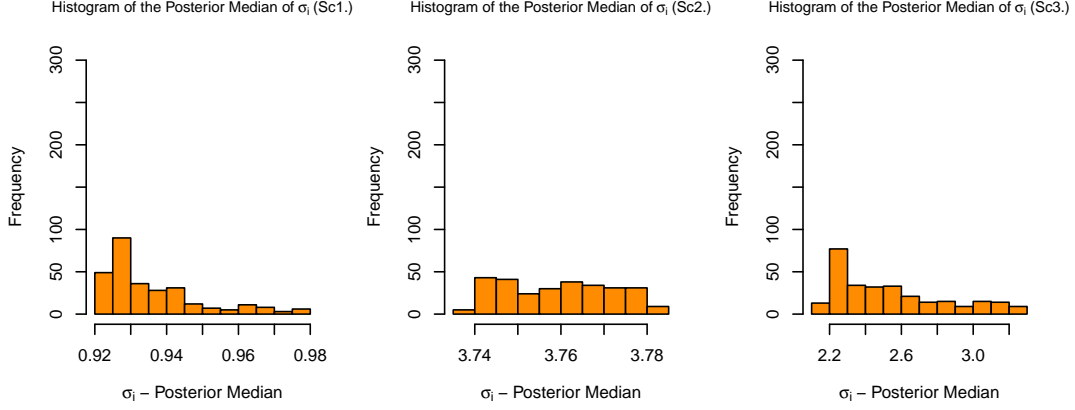 Histogram of the Posterior Median of σi (Sc1.)
Frequency
300
200
100
50
0
0.92 0.94 0.96 0.98
σi – Posterior Median
Histogram of the Posterior Median of σi (Sc2.)
Frequency
300
200
100
50
0
3.74 3.76 3.78
σi – Posterior Median
Histogram of the Posterior Median of σi (Sc3.)
Frequency
300
200
100
50
0
2.2 2.6 3.0
σi – Posterior Median